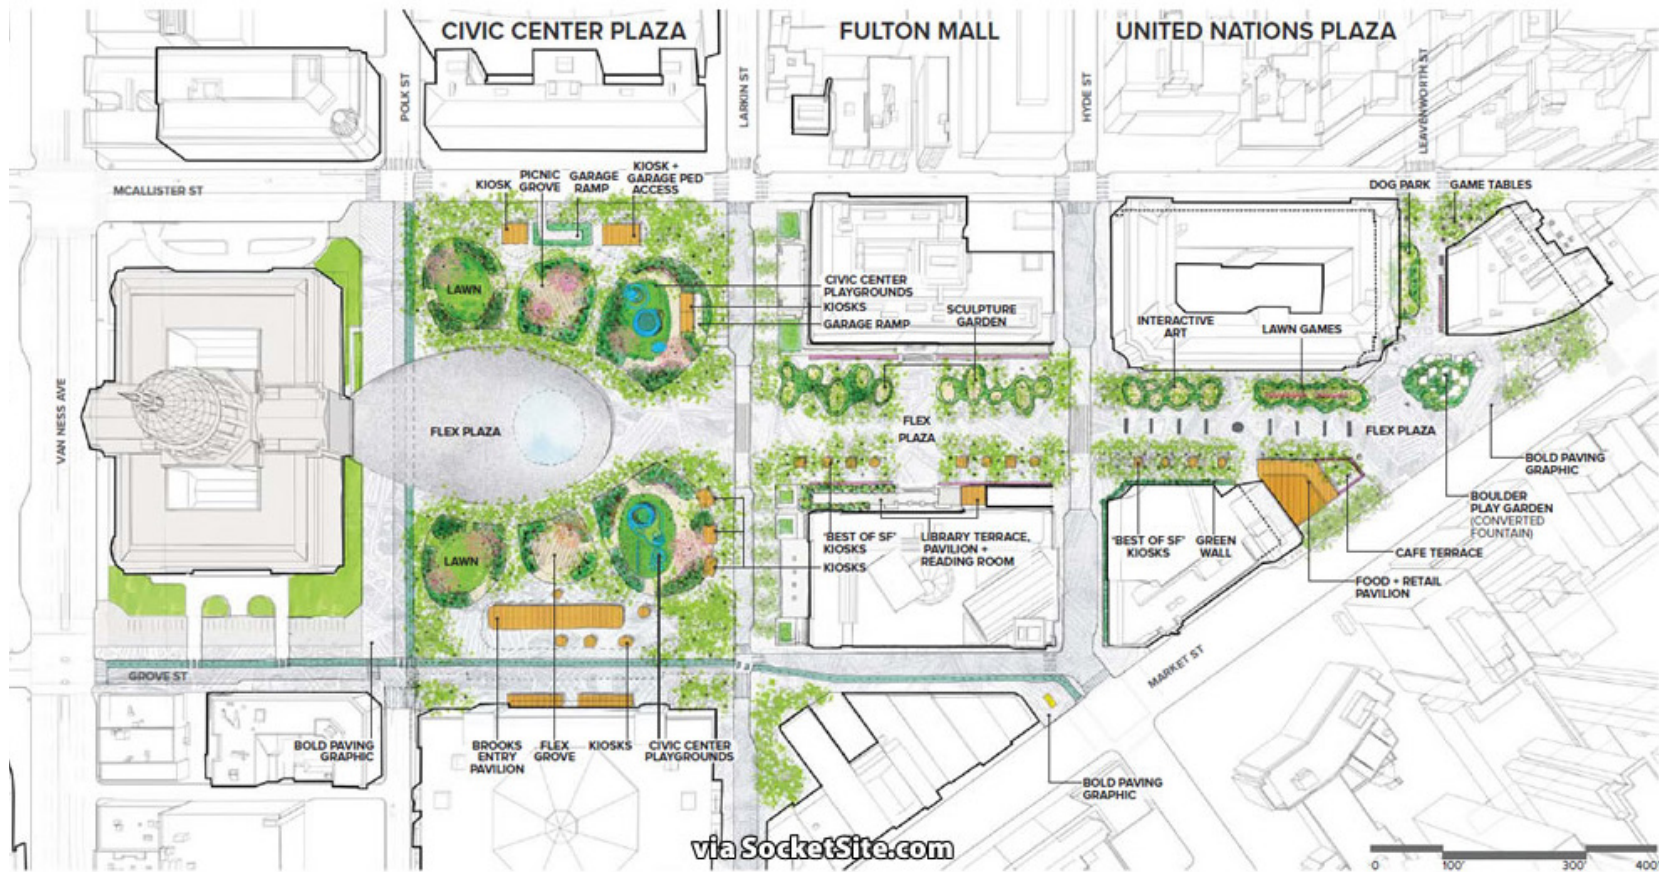 CIVIC CENTER PLAZA
FULTON MALL
UNITED NATIONS PLAZA
POLK ST
LARKIN ST
HYDE ST
LEAVENWORTH ST
MCALLISTER ST
VAN NESS AVE
GROVE ST
MARKET ST
KIOSK
PICNIC
GROVE
GARAGE
RAMP
KIOSK +
GARAGE PED
ACCESS
DOG PARK
GAME TABLES
LAWN
CIVIC CENTER
PLAYGROUNDS
KIOSKS
GARAGE RAMP
SCULPTURE
GARDEN
INTERACTIVE
ART
LAWN GAMES
FLEX PLAZA
FLEX
PLAZA
FLEX PLAZA
BOLD PAVING
GRAPHIC
BOULDER
PLAY GARDEN
(CONVERTED
FOUNTAIN)
LAWN
'BEST OF SF'
KIOSKS
KIOSKS
LIBRARY TERRACE,
PAVILION +
READING ROOM
'BEST OF SF'
KIOSKS
GREEN
WALL
CAFE TERRACE
FOOD + RETAIL
PAVILION
BOLD PAVING
GRAPHIC
BROOKS
ENTRY
PAVILION
FLEX
GROVE
KIOSKS
CIVIC CENTER
PLAYGROUNDS
BOLD PAVING
GRAPHIC
via SocketSite.com
0 100' 300' 400'